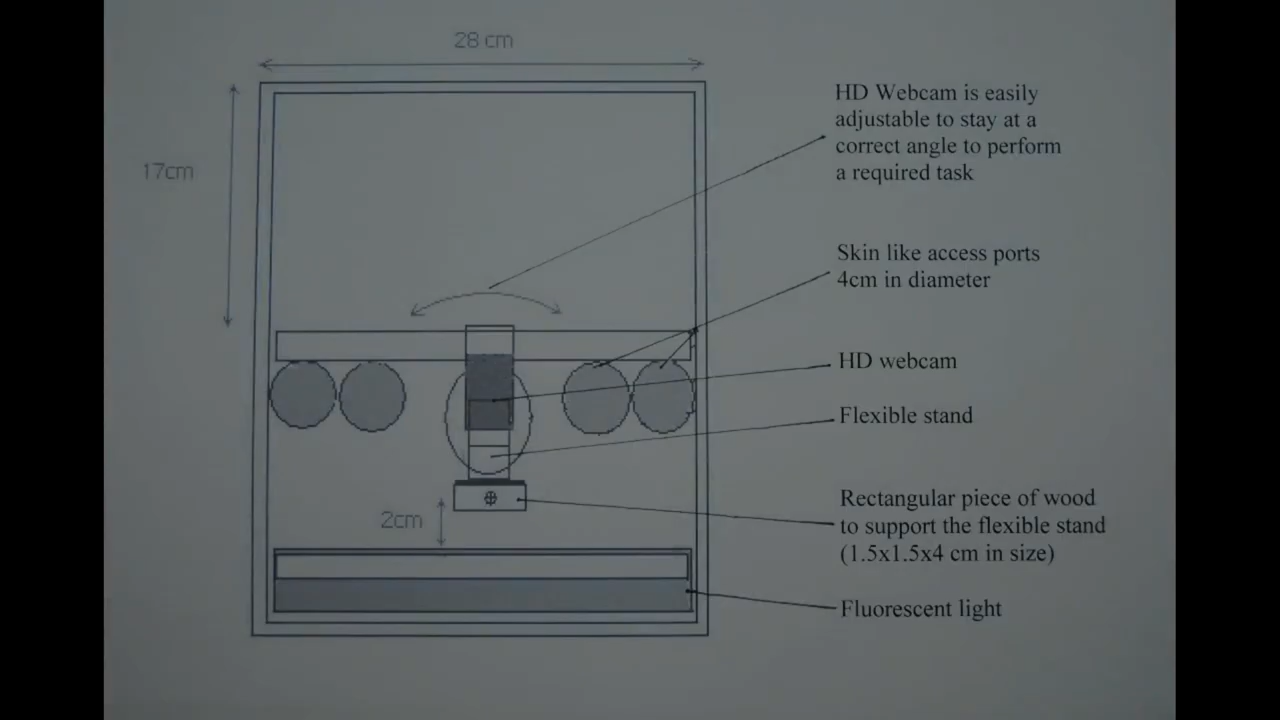 28 cm
17cm
HD Webcam is easily
adjustable to stay at a
correct angle to perform
a required task
Skin like access ports
4cm in diameter
HD webcam
Flexible stand
Rectangular piece of wood
to support the flexible stand
(1.5x1.5x4 cm in size)
2cm
Fluorescent light